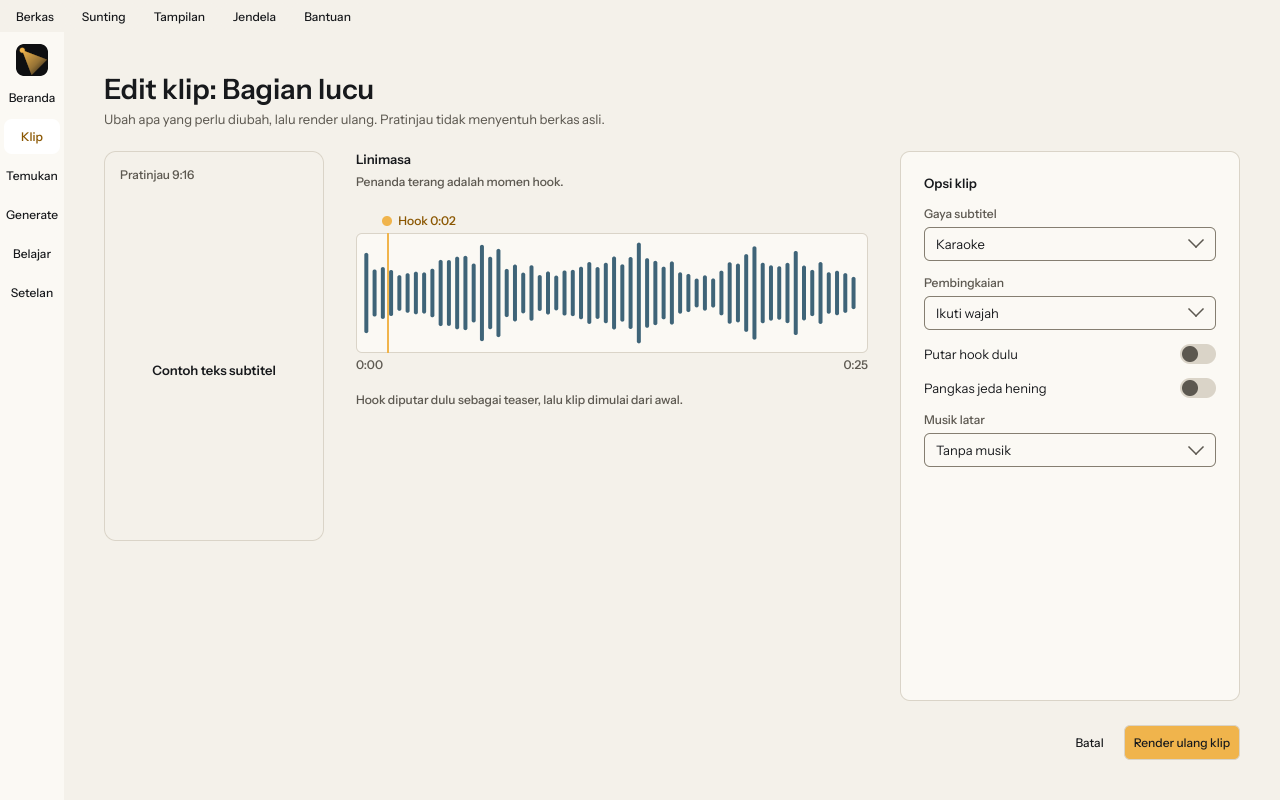 Berkas
Sunting
Tampilan
Jendela
Bantuan
Beranda
Klip
Temukan
Generate
Belajar
Setelan
Edit klip: Bagian lucu
Ubah apa yang perlu diubah, lalu render ulang. Pratinjau tidak menyentuh berkas asli.
Pratinjau 9:16
Contoh teks subtitel
Linimasa
Penanda terang adalah momen hook.
Hook 0:02
0:00
0:25
Hook diputar dulu sebagai teaser, lalu klip dimulai dari awal.
Opsi klip
Gaya subtitel
Karaoke
Pembingkaian
Ikuti wajah
Putar hook dulu
Pangkas jeda hening
Musik latar
Tanpa musik
Batal
Render ulang klip